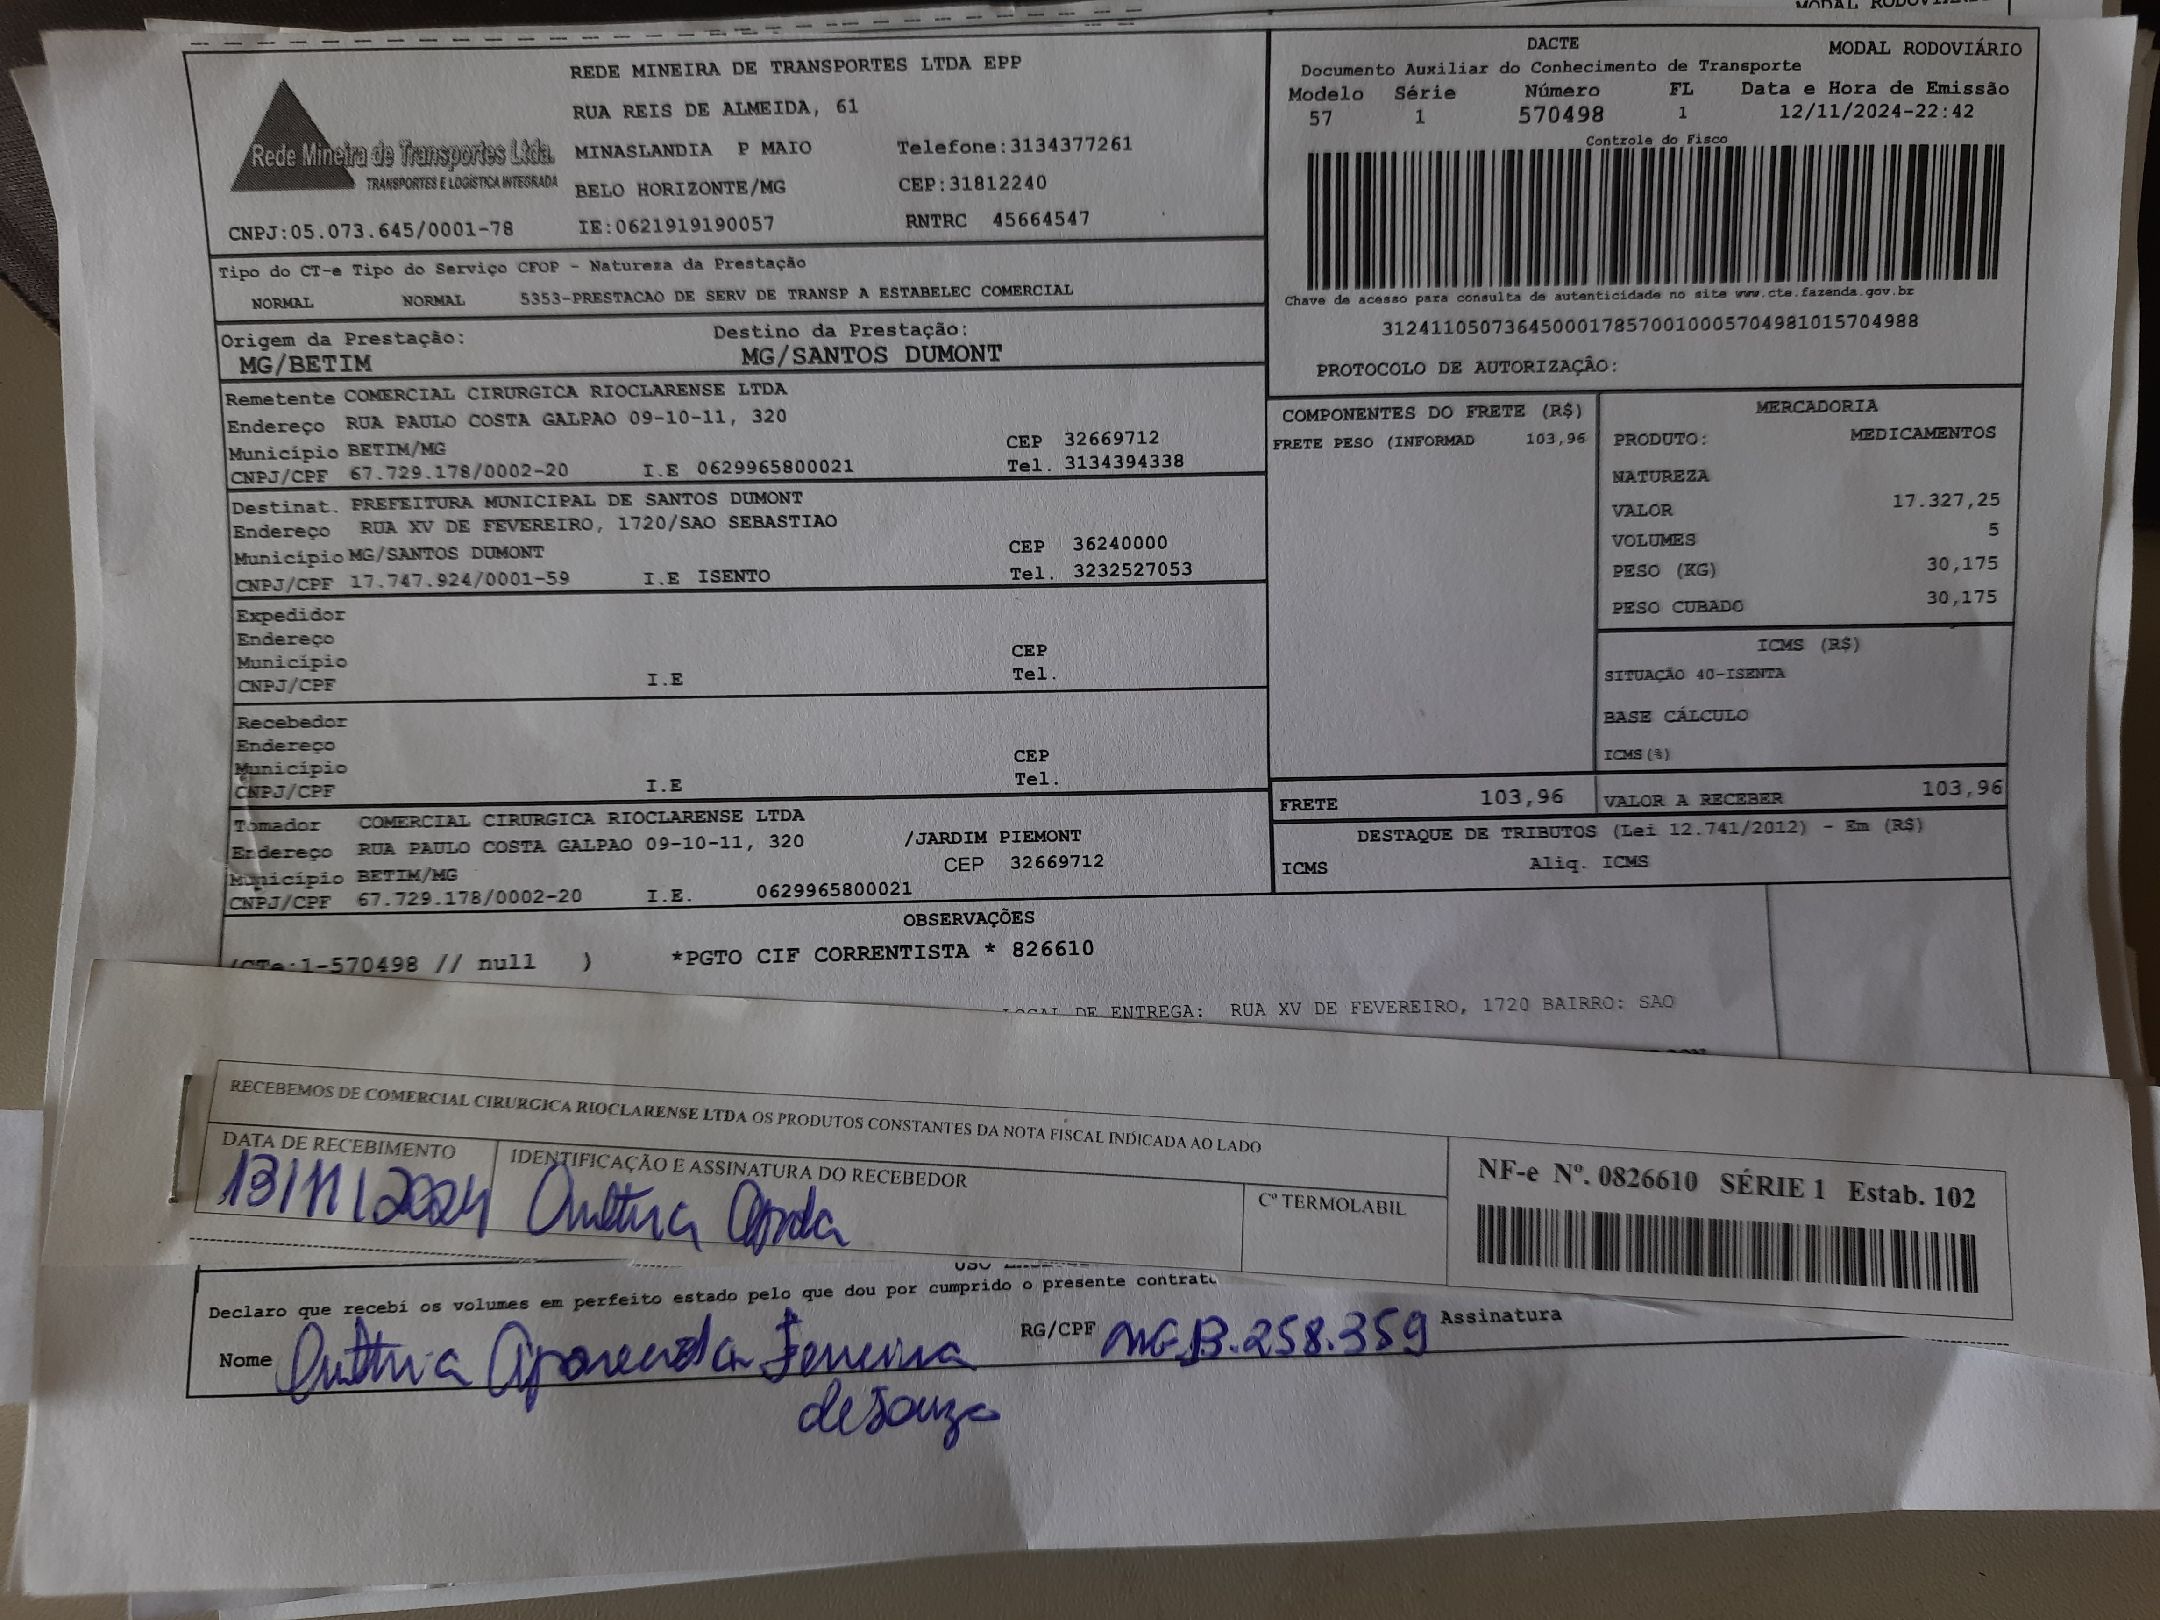 MODAL RODOVIÁRIO
REDE MINEIRA DE TRANSPORTES LTDA EPP
RUA REIS DE ALMEIDA, 61
MINASLANDIA P MAIO Telefone:3134377261
BELO HORIZONTE/MG CEP:31812240
CNPJ:05.073.645/0001-78 IE:0621919190057 RNTRC 45664547
Rede Mineira de Transportes Ltda.
TRANSPORTES E LOGÍSTICA INTEGRADA
DACTE MODAL RODOVIÁRIO
Documento Auxiliar do Conhecimento de Transporte
Modelo Série Número FL Data e Hora de Emissão
57 1 570498 1 12/11/2024-22:42
Controle do Fisco
Chave de acesso para consulta de autenticidade no site www.cte.fazenda.gov.br
31241105073645000178570010005704981015704988
PROTOCOLO DE AUTORIZAÇÃO:
Tipo do CT-e Tipo do Serviço CFOP - Natureza da Prestação
NORMAL NORMAL 5353-PRESTACAO DE SERV DE TRANSP A ESTABELEC COMERCIAL
Origem da Prestação: Destino da Prestação:
MG/BETIM MG/SANTOS DUMONT
Remetente COMERCIAL CIRURGICA RIOCLARENSE LTDA
Endereço RUA PAULO COSTA GALPAO 09-10-11, 320
Município BETIM/MG CEP 32669712
CNPJ/CPF 67.729.178/0002-20 I.E 0629965800021 Tel. 3134394338
Destinat. PREFEITURA MUNICIPAL DE SANTOS DUMONT
Endereço RUA XV DE FEVEREIRO, 1720/SAO SEBASTIAO
Município MG/SANTOS DUMONT CEP 36240000
CNPJ/CPF 17.747.924/0001-59 I.E ISENTO Tel. 3232527053
Expedidor
Endereço
Município CEP
CNPJ/CPF I.E Tel.
Recebedor
Endereço
Município CEP
CNPJ/CPF I.E Tel.
Tomador COMERCIAL CIRURGICA RIOCLARENSE LTDA
Endereço RUA PAULO COSTA GALPAO 09-10-11, 320 /JARDIM PIEMONT
Município BETIM/MG CEP 32669712
CNPJ/CPF 67.729.178/0002-20 I.E. 0629965800021
COMPONENTES DO FRETE (R$)
FRETE PESO (INFORMAD 103,96
MERCADORIA
PRODUTO: MEDICAMENTOS
NATUREZA
VALOR 17.327,25
VOLUMES 5
PESO (KG) 30,175
PESO CUBADO 30,175
ICMS (R$)
SITUAÇÃO 40-ISENTA
BASE CÁLCULO
ICMS(%)
FRETE 103,96 VALOR A RECEBER 103,96
DESTAQUE DE TRIBUTOS (Lei 12.741/2012) - Em (R$)
ICMS Aliq. ICMS
OBSERVAÇÕES
/CTe:1-570498 // null ) *PGTO CIF CORRENTISTA * 826610
LOCAL DE ENTREGA: RUA XV DE FEVEREIRO, 1720 BAIRRO: SAO
RECEBEMOS DE COMERCIAL CIRURGICA RIOCLARENSE LTDA OS PRODUTOS CONSTANTES DA NOTA FISCAL INDICADA AO LADO
DATA DE RECEBIMENTO IDENTIFICAÇÃO E ASSINATURA DO RECEBEDOR
13/11/2024
Cº TERMOLABIL
NF-e Nº. 0826610 SÉRIE 1 Estab. 102
Declaro que recebi os volumes em perfeito estado pelo que dou por cumprido o presente contrato
Nome Aparecida Ferreira RG/CPF MG 13.258.359 Assinatura
de Souza